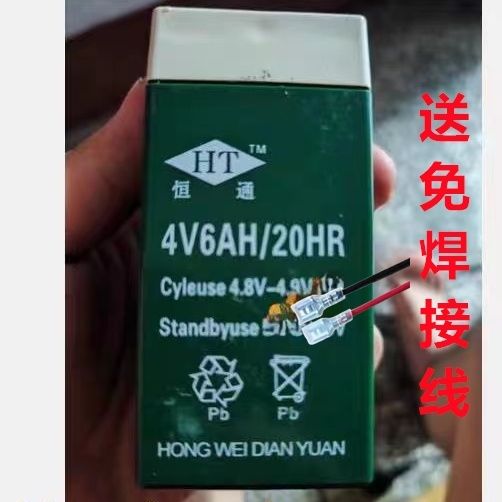 HT™
恒通
4V6AH/20HR
Cyleuse 4.8V-4.9V
Standbyuse
Pb
Pb
HONG WEI DIAN YUAN
送免焊接线